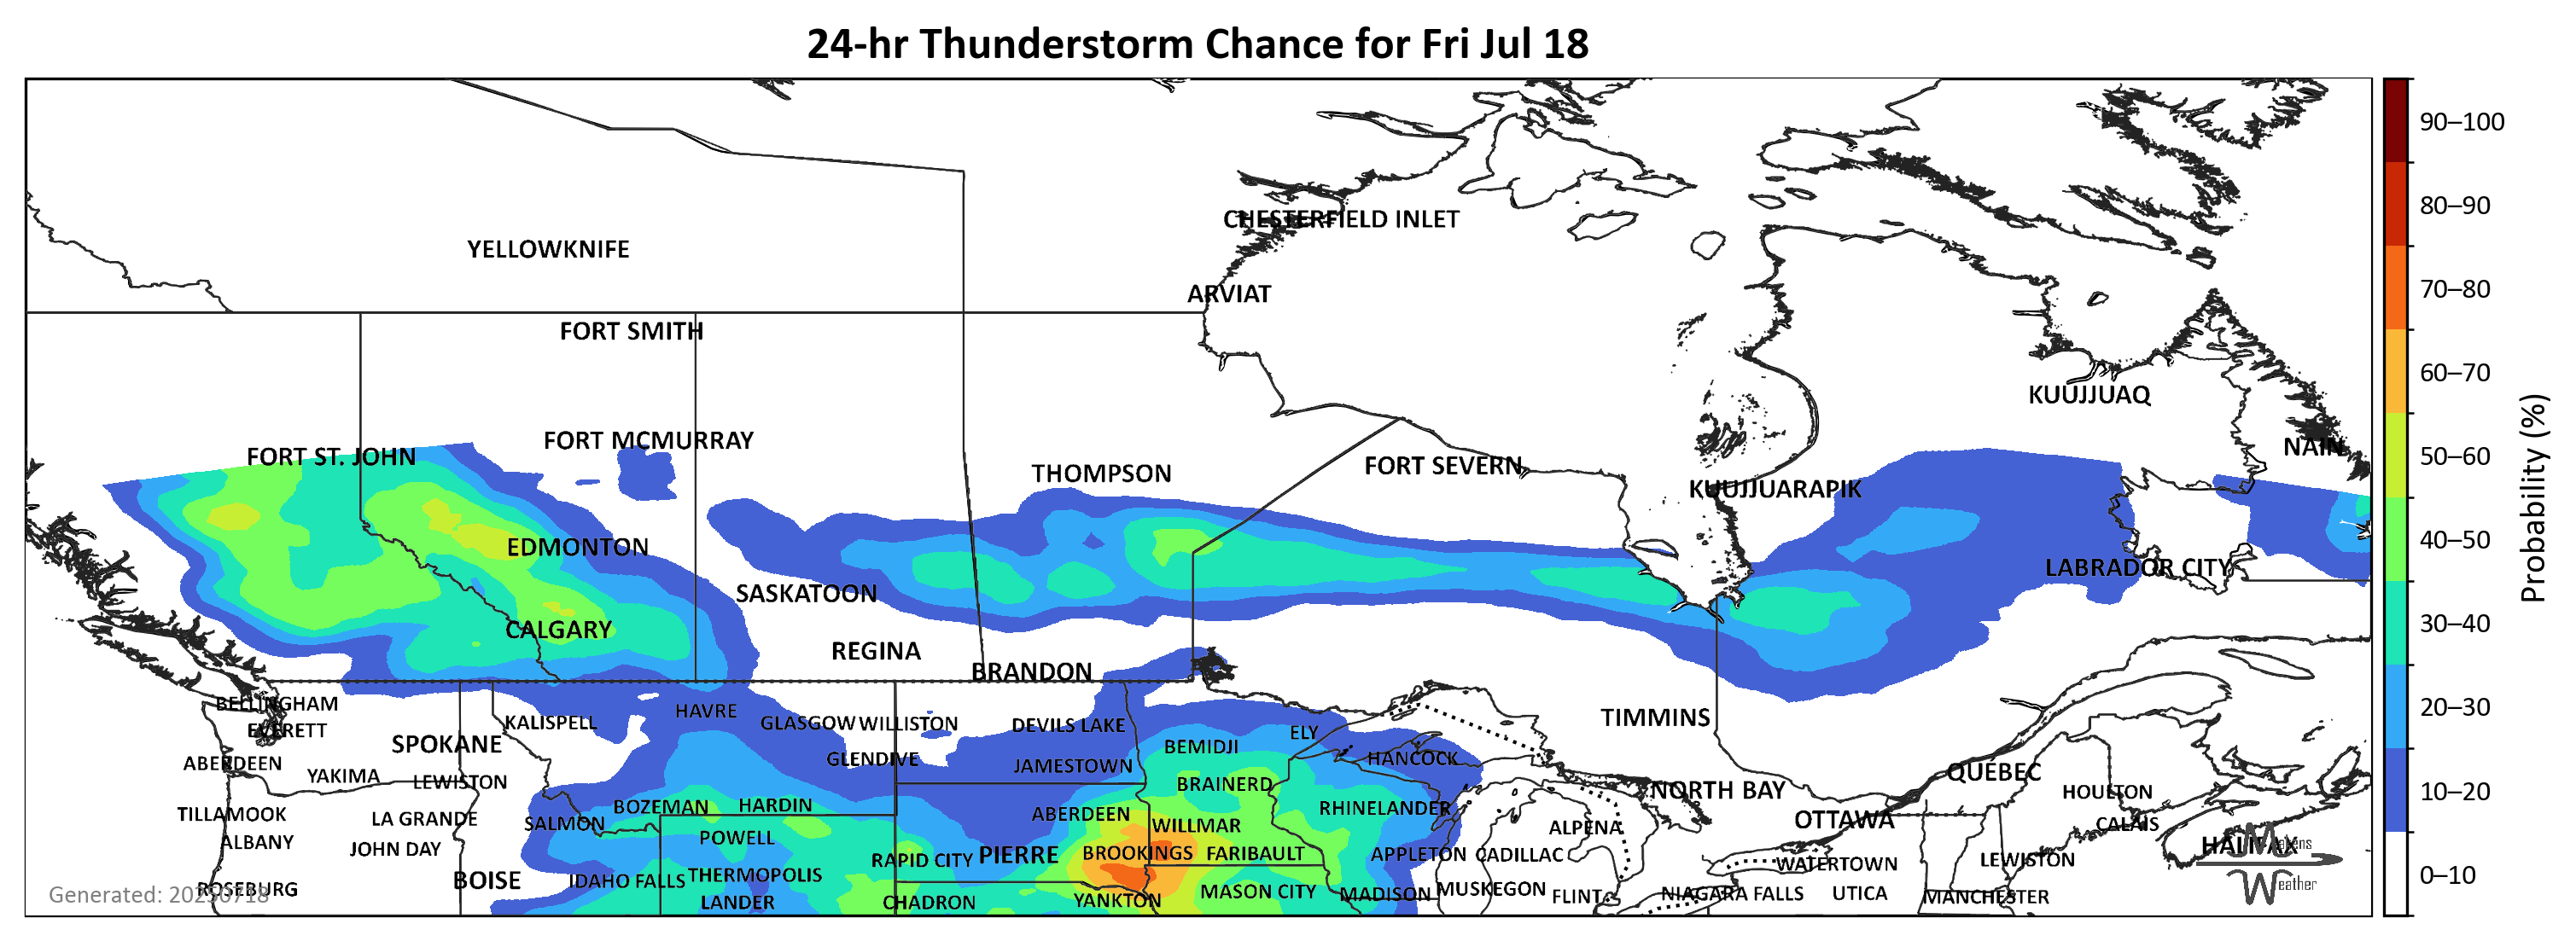 24-hr Thunderstorm Chance for Fri Jul 18
90–100
80–90
CHESTERFIELD INLET
YELLOWKNIFE
70–80
ARVIAT
FORT SMITH
60–70
KUUJJUAQ
FORT MCMURRAY
NAIN
FORT ST. JOHN
50–60
FORT SEVERN
THOMPSON
Probability (%)
KUUJJUARAPIK
40–50
EDMONTON
LABRADOR CITY
SASKATOON
30–40
CALGARY
REGINA
BRANDON
BELLINGHAM
20–30
HAVRE
TIMMINS
KALISPELL
GLASGOW WILLISTON
DEVILS LAKE
EVERETT
ELY
SPOKANE
BEMIDJI
HANCOCK
GLENDIVE
ABERDEEN
JAMESTOWN
QUÉBEC
YAKIMA
LEWISTON
BRAINERD
NORTH BAY
HOULTON
10–20
BOZEMAN
HARDIN
RHINELANDER
TILLAMOOK
ABERDEEN
LA GRANDE
OTTAWA
SALMON
WILLMAR
CALAIS
ALPENA
POWELL
ALBANY
HALIFAX
Makens
JOHN DAY
BROOKINGS
FARIBAULT
APPLETON
CADILLAC
PIERRE
RAPID CITY
LEWISTON
WATERTOWN
THERMOPOLIS
0–10
BOISE
IDAHO FALLS
Weather
ROSEBURG
MUSKEGON
MASON CITY
Generated: 20250718
MADISON
NIAGARA FALLS
UTICA
FLINT
MANCHESTER
YANKTON
LANDER
CHADRON